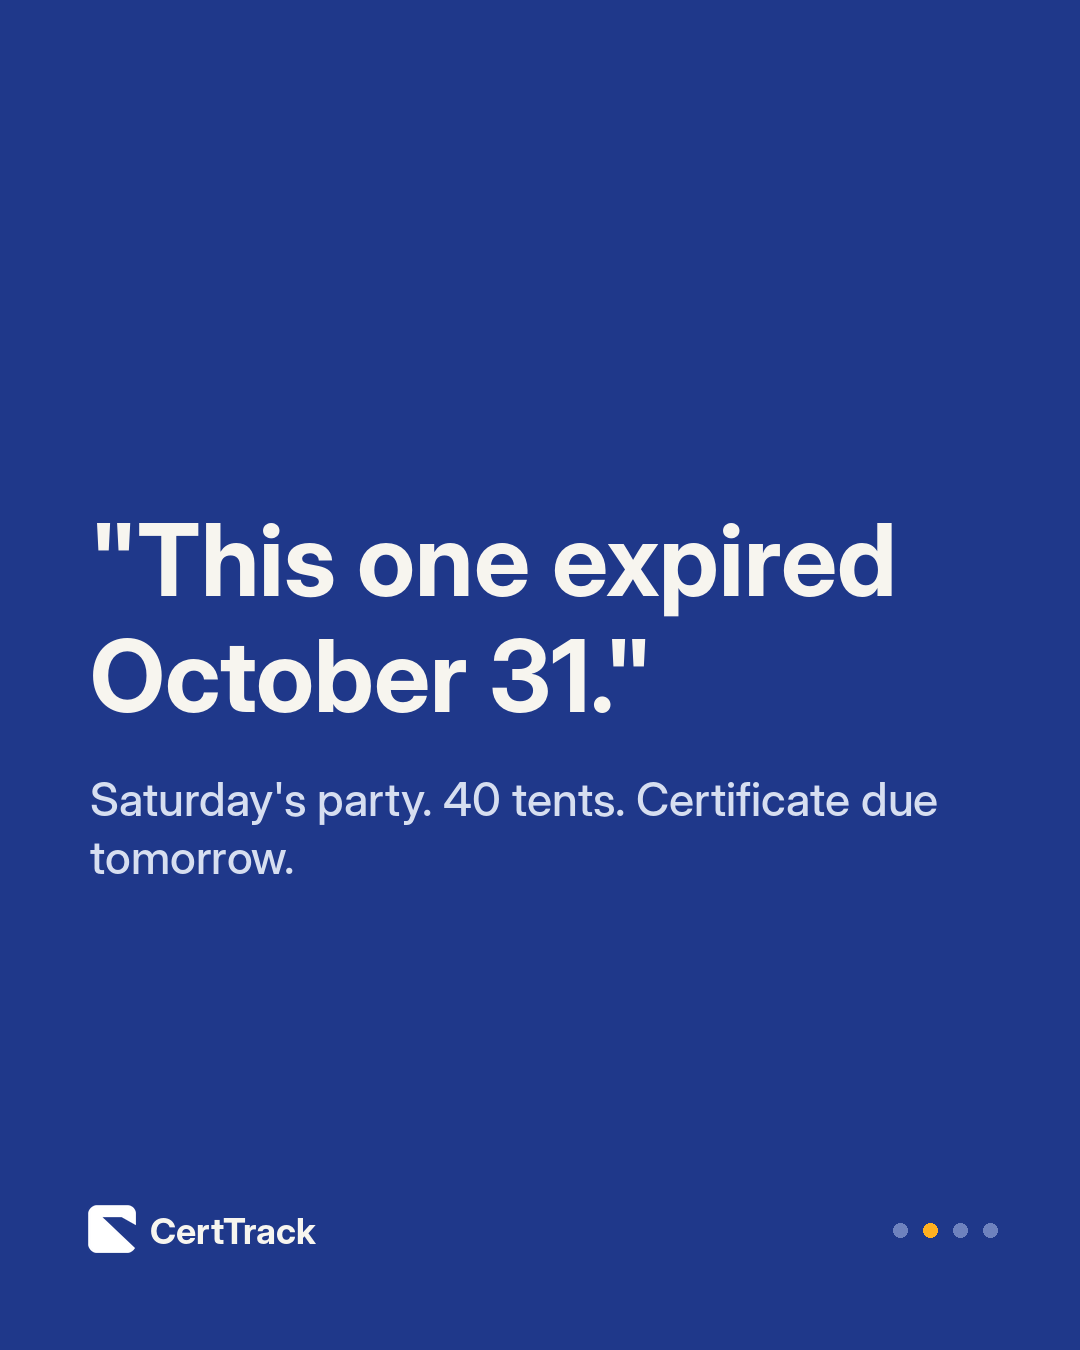 "This one expired
October 31."
Saturday's party. 40 tents. Certificate due
tomorrow.
CertTrack